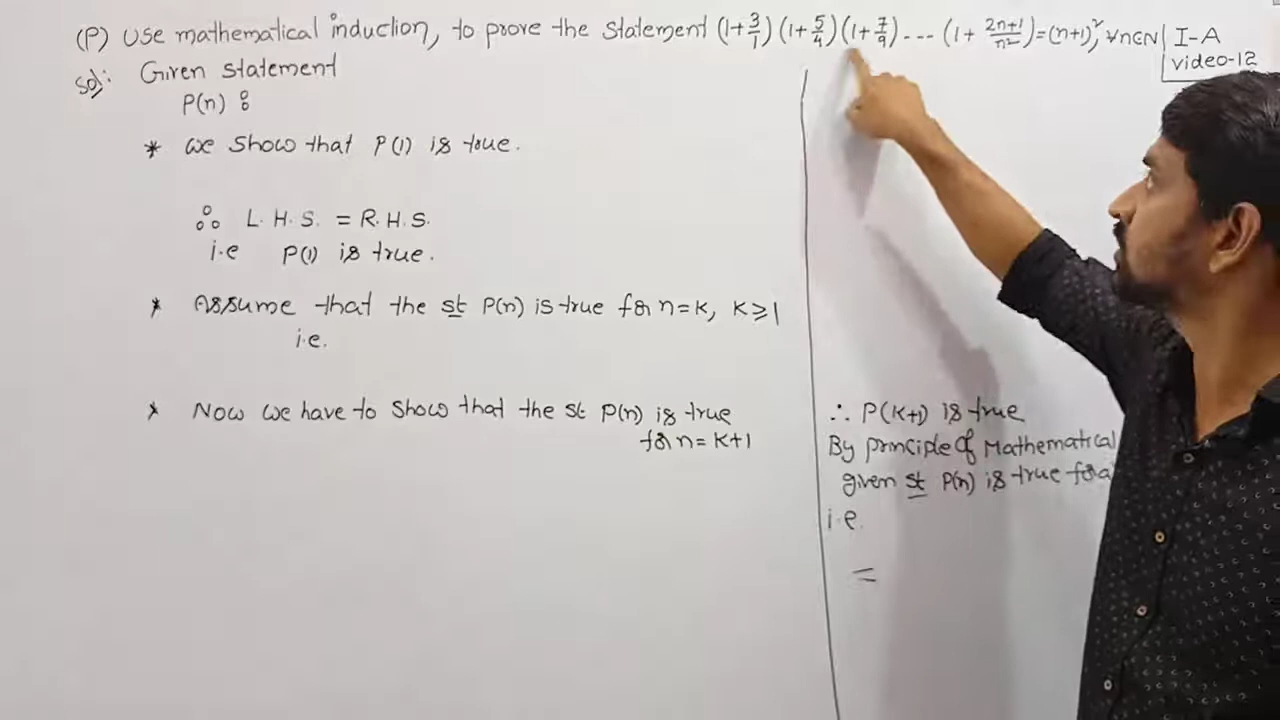 (P) Use mathematical induction, to prove the statement (1+3/1)(1+5/4)(1+7/9)---(1+ 2n+1/n²)=(n+1)², ∀n∈N
I-A
video-12
Sol: Given statement
P(n) :
* we show that P(1) is true.
∴ L.H.S. = R.H.S.
i.e P(1) is true.
* Assume that the st P(n) is true for n=k, k≥1
i.e.
* Now we have to show that the st P(n) is true
for n=k+1
∴ P(k+1) is true
By principle of Mathematical
given st P(n) is true for
i.e.
=